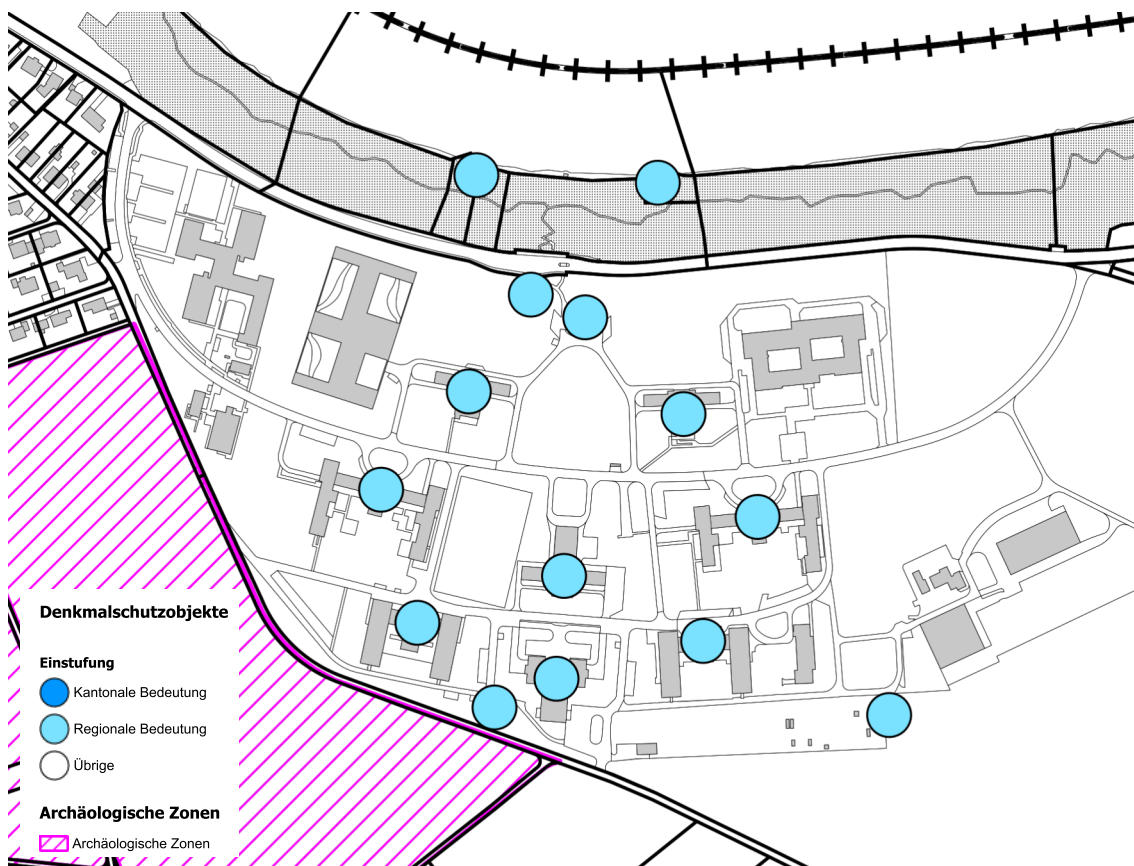 Denkmalschutzobjekte
Einstufung
Kantonale Bedeutung
Regionale Bedeutung
Übrige
Archäologische Zonen
Archäologische Zonen